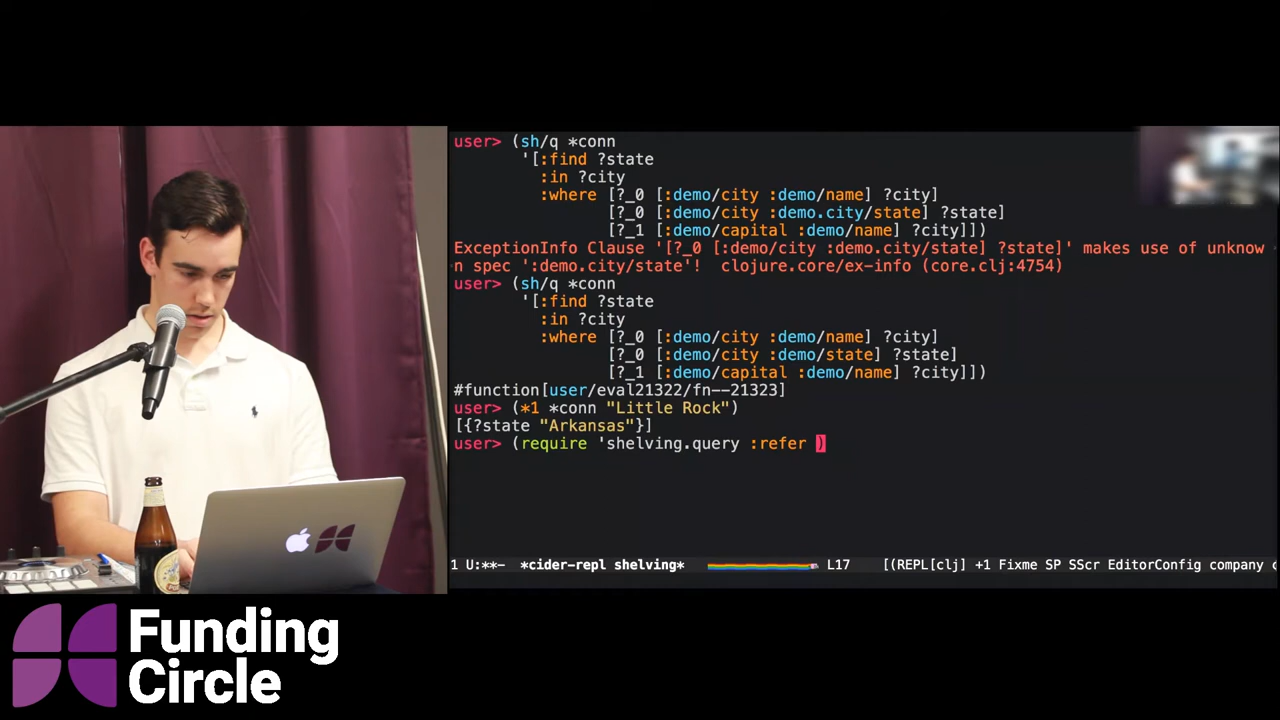 user> (sh/q *conn
'[:find ?state
:in ?city
:where [?_0 [:demo/city :demo/name] ?city]
[?_0 [:demo/city :demo.city/state] ?state]
[?_1 [:demo/capital :demo/name] ?city]])
ExceptionInfo Clause '[?_0 [:demo/city :demo.city/state] ?state]' makes use of unknow
n spec ':demo.city/state'!  clojure.core/ex-info (core.clj:4754)
user> (sh/q *conn
'[:find ?state
:in ?city
:where [?_0 [:demo/city :demo/name] ?city]
[?_0 [:demo/city :demo/state] ?state]
[?_1 [:demo/capital :demo/name] ?city]])
#function[user/eval21322/fn--21323]
user> (*1 *conn "Little Rock")
[{?state "Arkansas"}]
user> (require 'shelving.query :refer )
1 U:**-  *cider-repl shelving*  L17  [(REPL[clj] +1 Fixme SP SScr EditorConfig company c
Funding
Circle